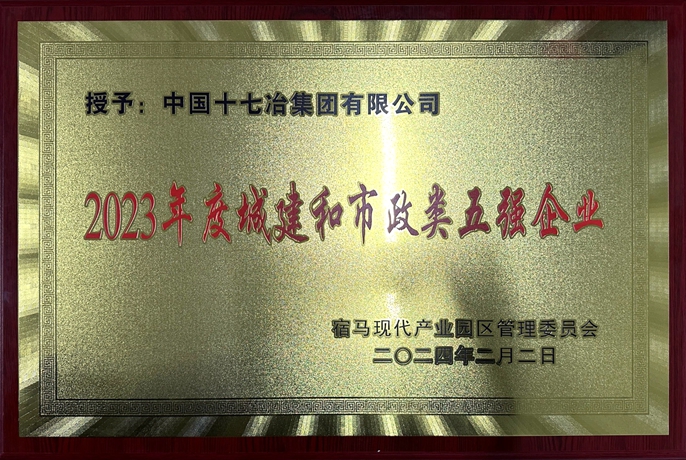 授予：中国十七冶集团有限公司
2023年度城建和市政类五强企业
宿马现代产业园区管理委员会
二〇二四年二月二日